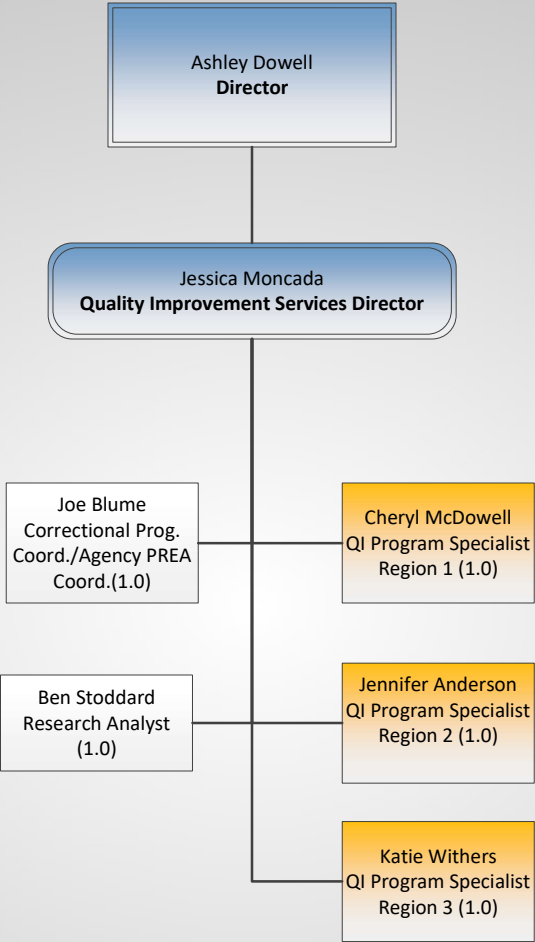 Ashley Dowell
Director
Jessica Moncada
Quality Improvement Services Director
Joe Blume
Correctional Prog.
Coord./Agency PREA
Coord.(1.0)
Cheryl McDowell
QI Program Specialist
Region 1 (1.0)
Ben Stoddard
Research Analyst
(1.0)
Jennifer Anderson
QI Program Specialist
Region 2 (1.0)
Katie Withers
QI Program Specialist
Region 3 (1.0)